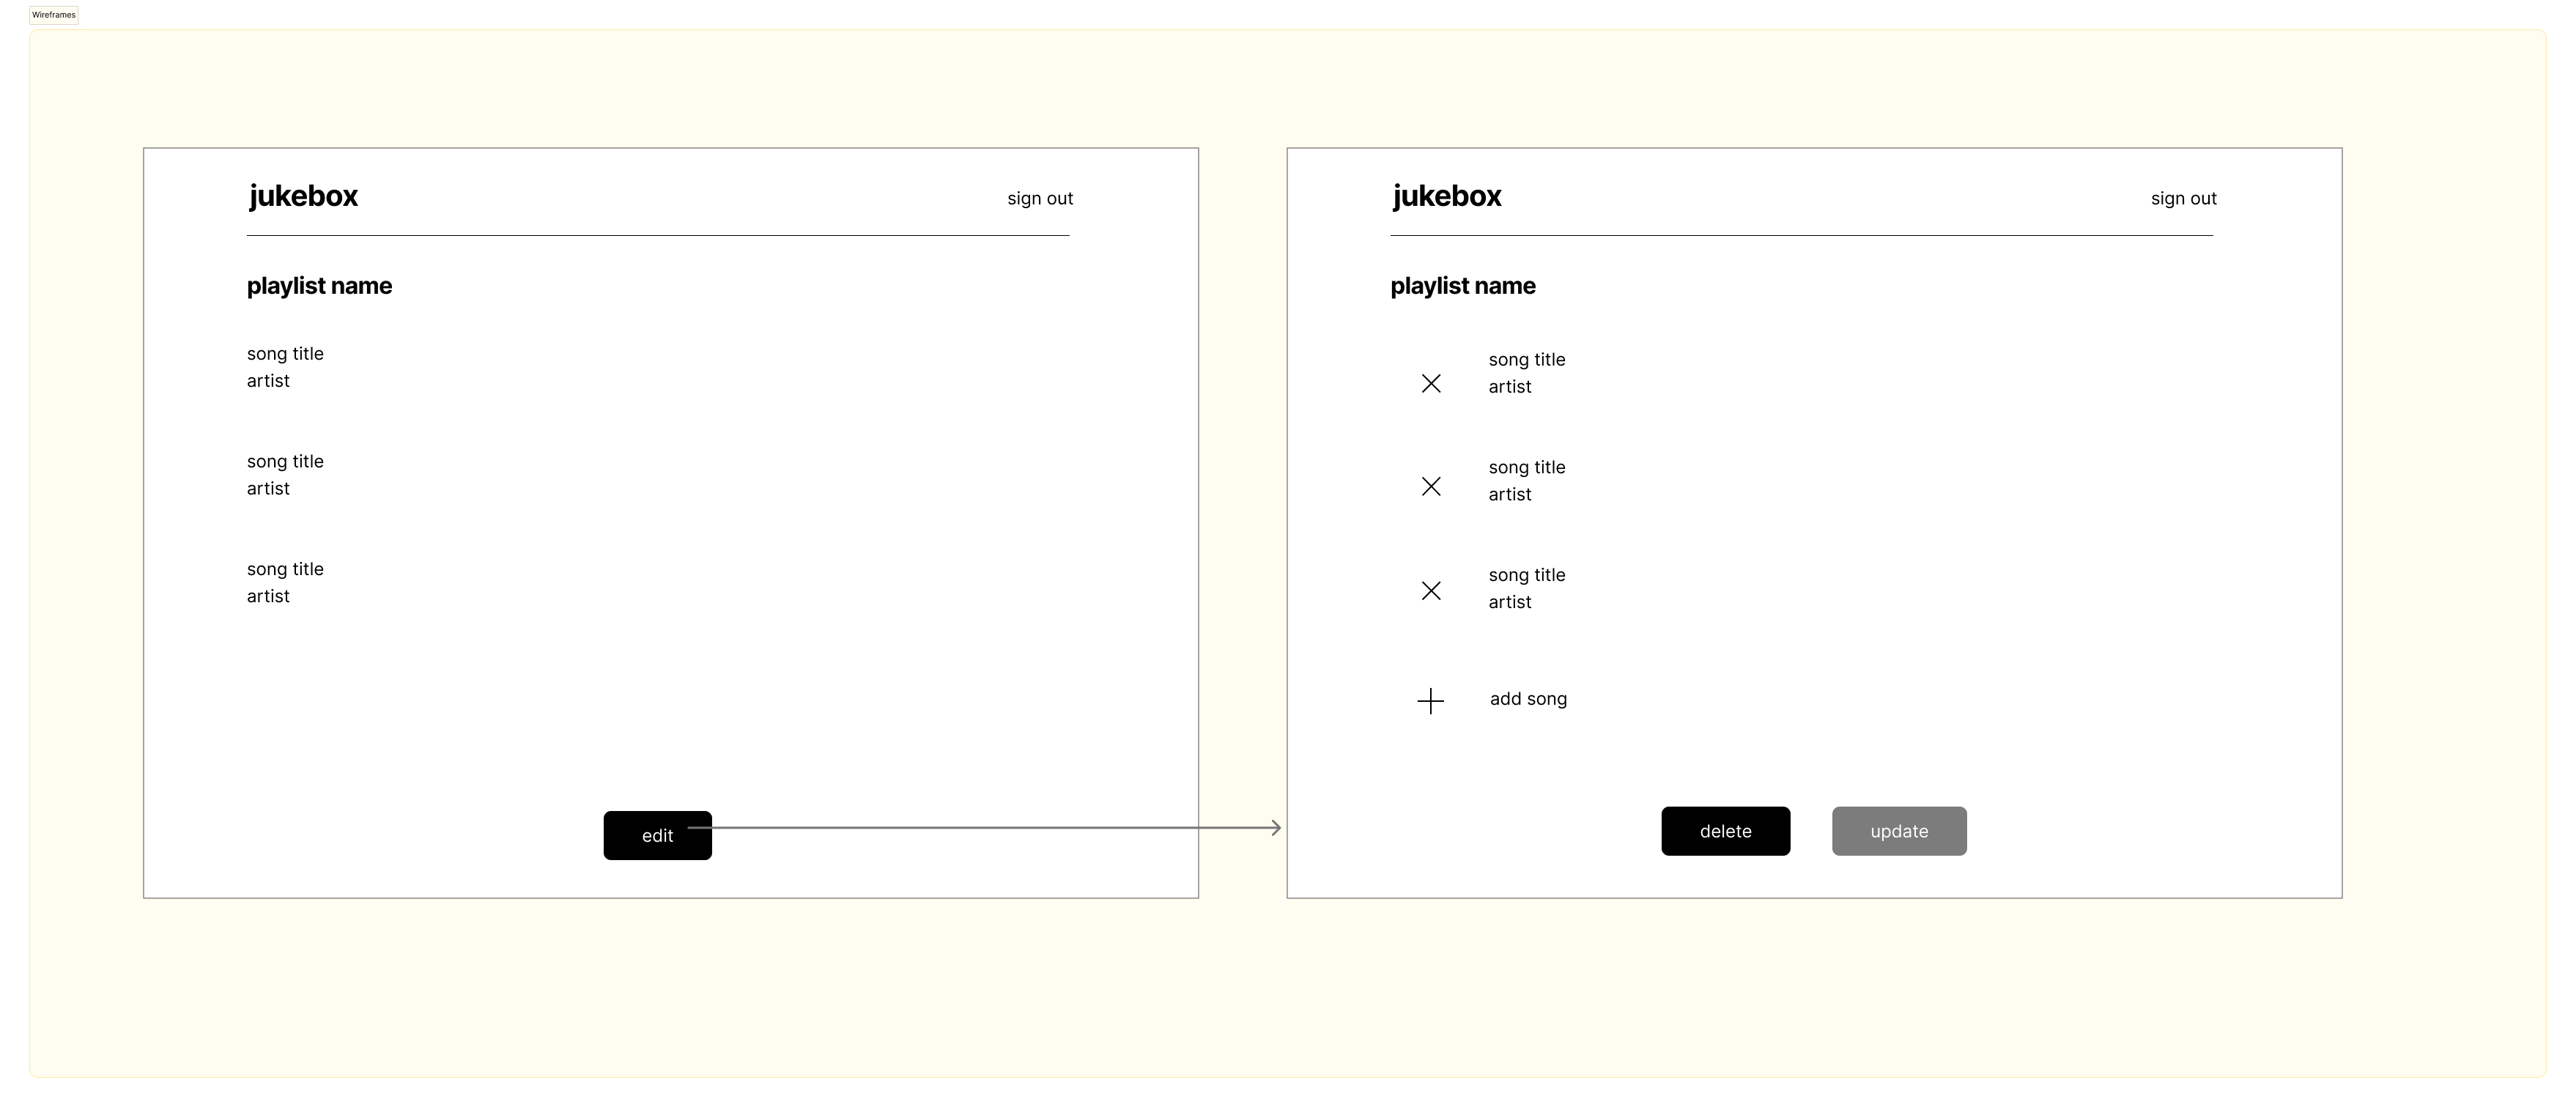 Wireframes
jukebox
sign out
playlist name
song title
artist
song title
artist
song title
artist
edit
jukebox
sign out
playlist name
song title
artist
song title
artist
song title
artist
add song
delete
update